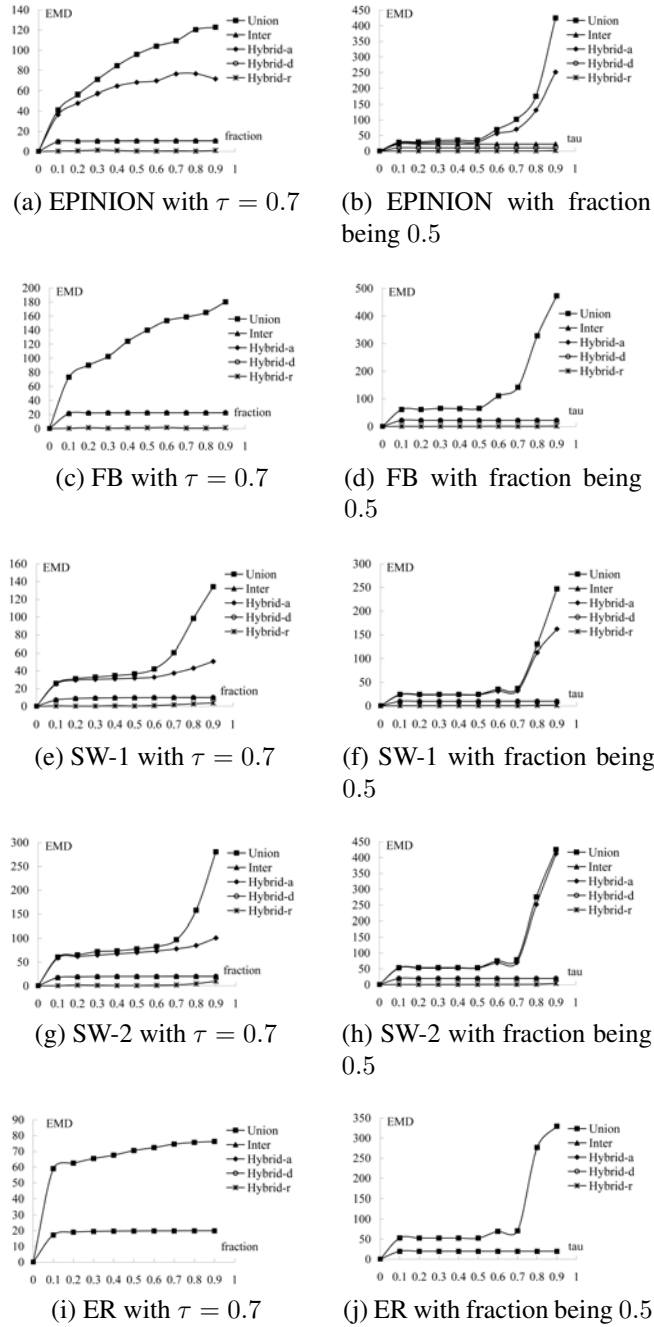 EMD
140
120
100
80
60
40
20
0
Union
Inter
Hybrid-a
Hybrid-d
Hybrid-r
fraction
0 0.1 0.2 0.3 0.4 0.5 0.6 0.7 0.8 0.9 1
(a) EPINION with τ = 0.7
EMD
450
400
350
300
250
200
150
100
50
0
Union
Inter
Hybrid-a
Hybrid-d
Hybrid-r
tau
0 0.1 0.2 0.3 0.4 0.5 0.6 0.7 0.8 0.9 1
(b) EPINION with fraction
being 0.5
EMD
200
180
160
140
120
100
80
60
40
20
0
Union
Inter
Hybrid-a
Hybrid-d
Hybrid-r
fraction
0 0.1 0.2 0.3 0.4 0.5 0.6 0.7 0.8 0.9 1
(c) FB with τ = 0.7
EMD
500
400
300
200
100
0
Union
Inter
Hybrid-a
Hybrid-d
Hybrid-r
tau
0 0.1 0.2 0.3 0.4 0.5 0.6 0.7 0.8 0.9 1
(d) FB with fraction being
0.5
EMD
160
140
120
100
80
60
40
20
0
Union
Inter
Hybrid-a
Hybrid-d
Hybrid-r
fraction
0 0.1 0.2 0.3 0.4 0.5 0.6 0.7 0.8 0.9 1
(e) SW-1 with τ = 0.7
EMD
300
250
200
150
100
50
0
Union
Inter
Hybrid-a
Hybrid-d
Hybrid-r
tau
0 0.1 0.2 0.3 0.4 0.5 0.6 0.7 0.8 0.9 1
(f) SW-1 with fraction being
0.5
EMD
300
250
200
150
100
50
0
Union
Inter
Hybrid-a
Hybrid-d
Hybrid-r
fraction
0 0.1 0.2 0.3 0.4 0.5 0.6 0.7 0.8 0.9 1
(g) SW-2 with τ = 0.7
EMD
450
400
350
300
250
200
150
100
50
0
Union
Inter
Hybrid-a
Hybrid-d
Hybrid-r
tau
0 0.1 0.2 0.3 0.4 0.5 0.6 0.7 0.8 0.9 1
(h) SW-2 with fraction being
0.5
EMD
90
80
70
60
50
40
30
20
10
0
Union
Inter
Hybrid-a
Hybrid-d
Hybrid-r
fraction
0 0.1 0.2 0.3 0.4 0.5 0.6 0.7 0.8 0.9 1
(i) ER with τ = 0.7
EMD
350
300
250
200
150
100
50
0
Union
Inter
Hybrid-a
Hybrid-d
Hybrid-r
tau
0 0.1 0.2 0.3 0.4 0.5 0.6 0.7 0.8 0.9 1
(j) ER with fraction being 0.5